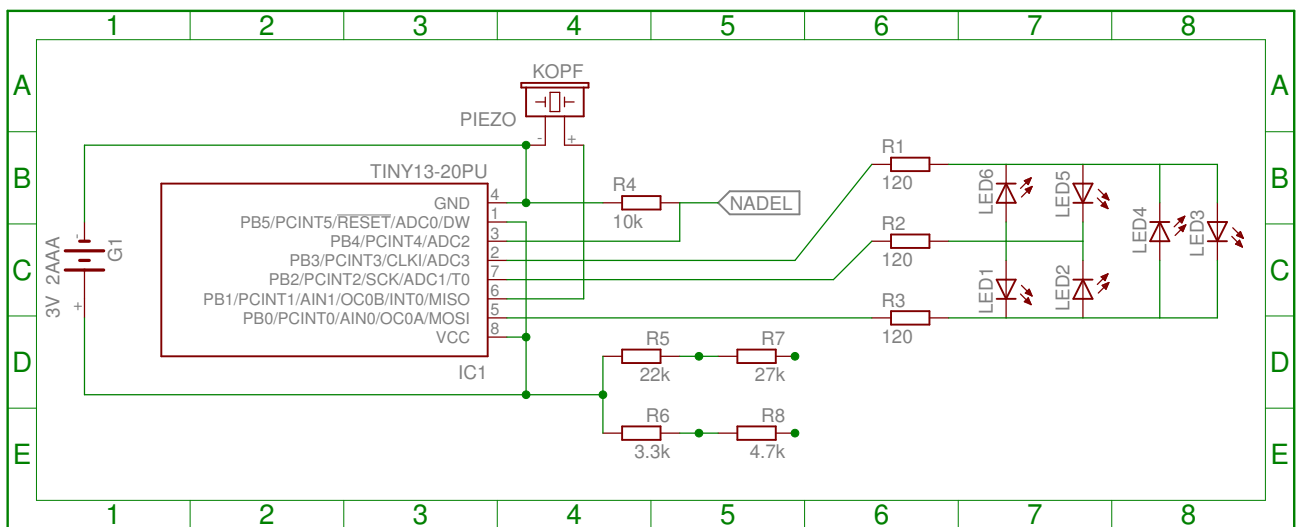 1 2 3 4 5 6 7 8
A A
KOPF
PIEZO
- +
B B
TINY13-20PU
R1
120
R4
10k
NADEL
LED6
LED5
GND 4
PB5/PCINT5/RESET/ADC0/DW 1
PB4/PCINT4/ADC2 3
PB3/PCINT3/CLKI/ADC3 2
PB2/PCINT2/SCK/ADC1/T0 7
PB1/PCINT1/AIN1/OC0B/INT0/MISO 6
PB0/PCINT0/AIN0/OC0A/MOSI 5
VCC 8
IC1
R2
120
LED4
LED3
C C
-
G1
3V 2AAA
+
LED1
LED2
R3
120
D D
R5
22k
R7
27k
R6
3.3k
R8
4.7k
E E
1 2 3 4 5 6 7 8